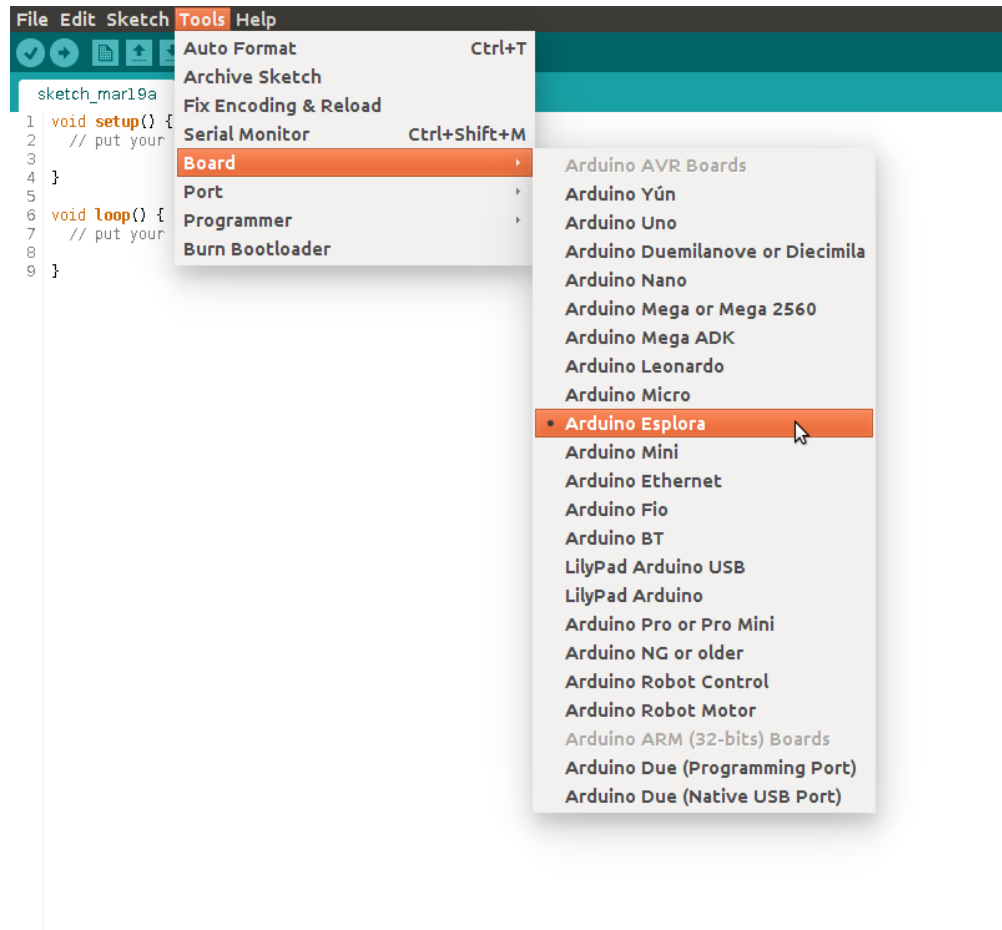 File Edit Sketch Tools Help
Auto Format Ctrl+T
Archive Sketch
Fix Encoding & Reload
Serial Monitor Ctrl+Shift+M
Board
Port
Programmer
Burn Bootloader
sketch_mar19a
1 void setup() {
2 // put your
3
4 }
5
6 void loop() {
7 // put your
8
9 }
Arduino AVR Boards
Arduino Yún
Arduino Uno
Arduino Duemilanove or Diecimila
Arduino Nano
Arduino Mega or Mega 2560
Arduino Mega ADK
Arduino Leonardo
Arduino Micro
• Arduino Esplora
Arduino Mini
Arduino Ethernet
Arduino Fio
Arduino BT
LilyPad Arduino USB
LilyPad Arduino
Arduino Pro or Pro Mini
Arduino NG or older
Arduino Robot Control
Arduino Robot Motor
Arduino ARM (32-bits) Boards
Arduino Due (Programming Port)
Arduino Due (Native USB Port)